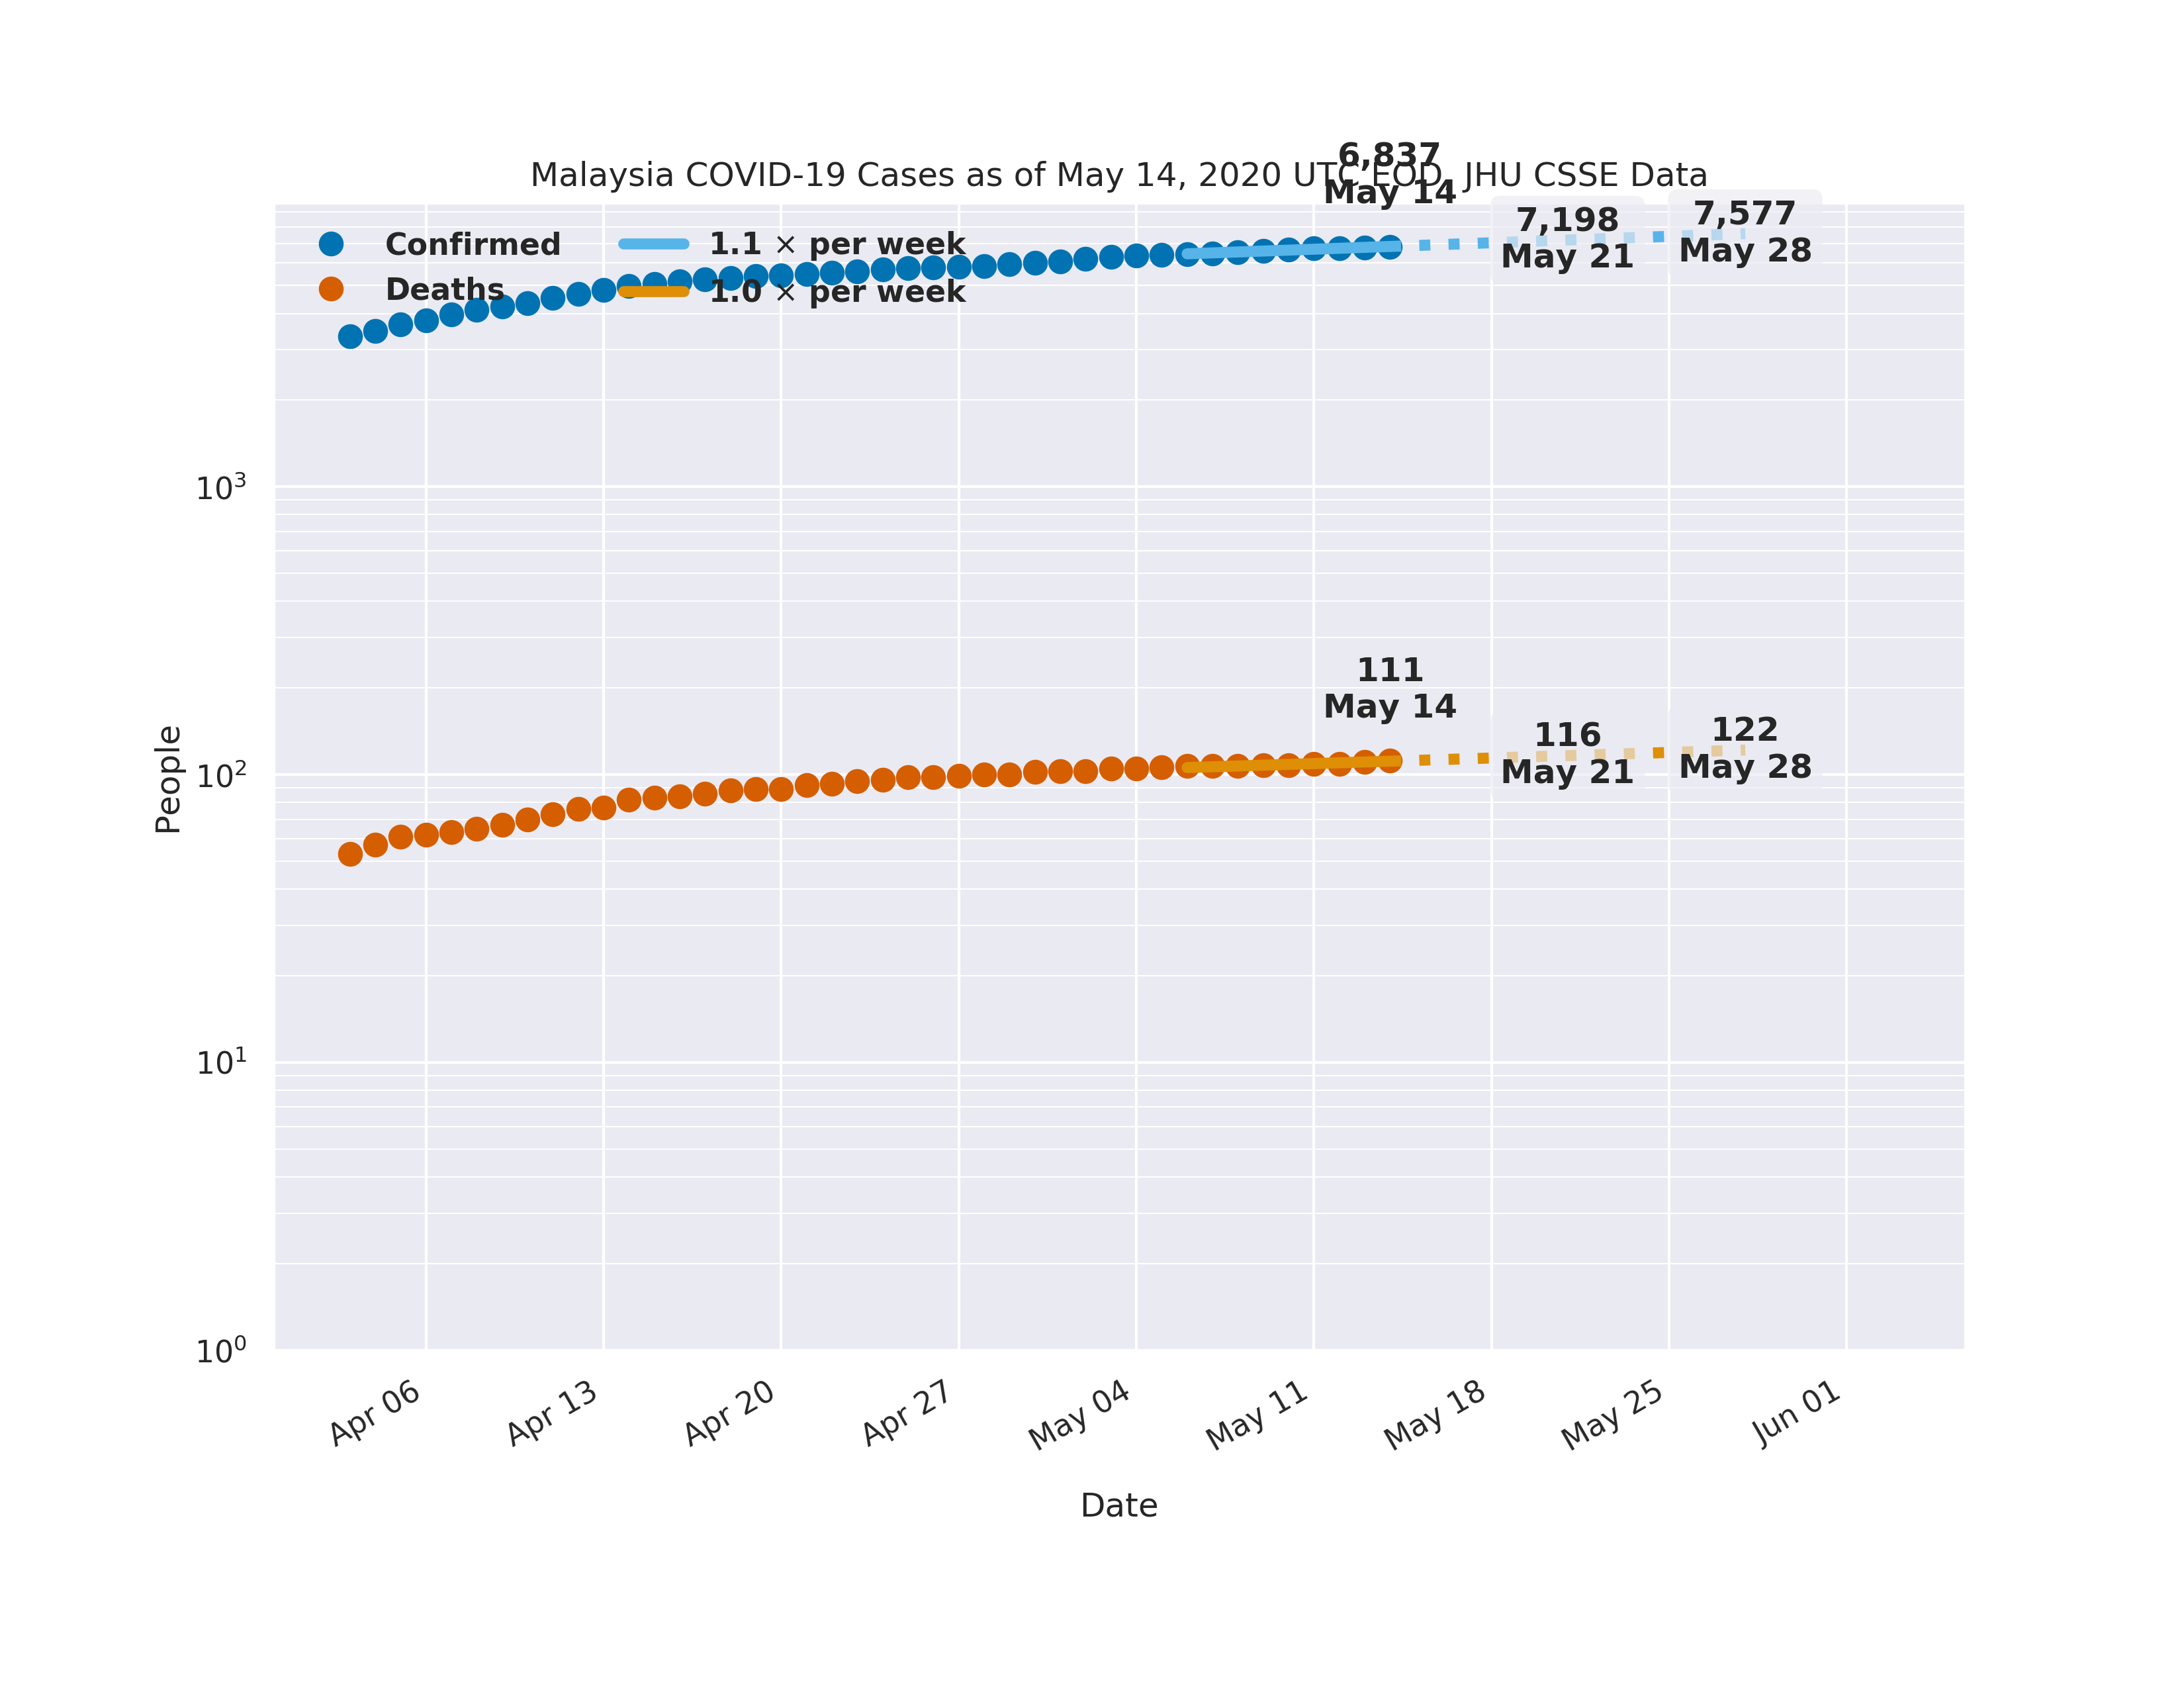 Malaysia COVID-19 Cases as of May 14, 2020 UTC EOD, JHU CSSE Data
6,837
May 14
7,198
May 21
7,577
May 28
Confirmed
Deaths
1.1 × per week
1.0 × per week
111
May 14
116
May 21
122
May 28
People
10³
10²
10¹
10⁰
Apr 06
Apr 13
Apr 20
Apr 27
May 04
May 11
May 18
May 25
Jun 01
Date